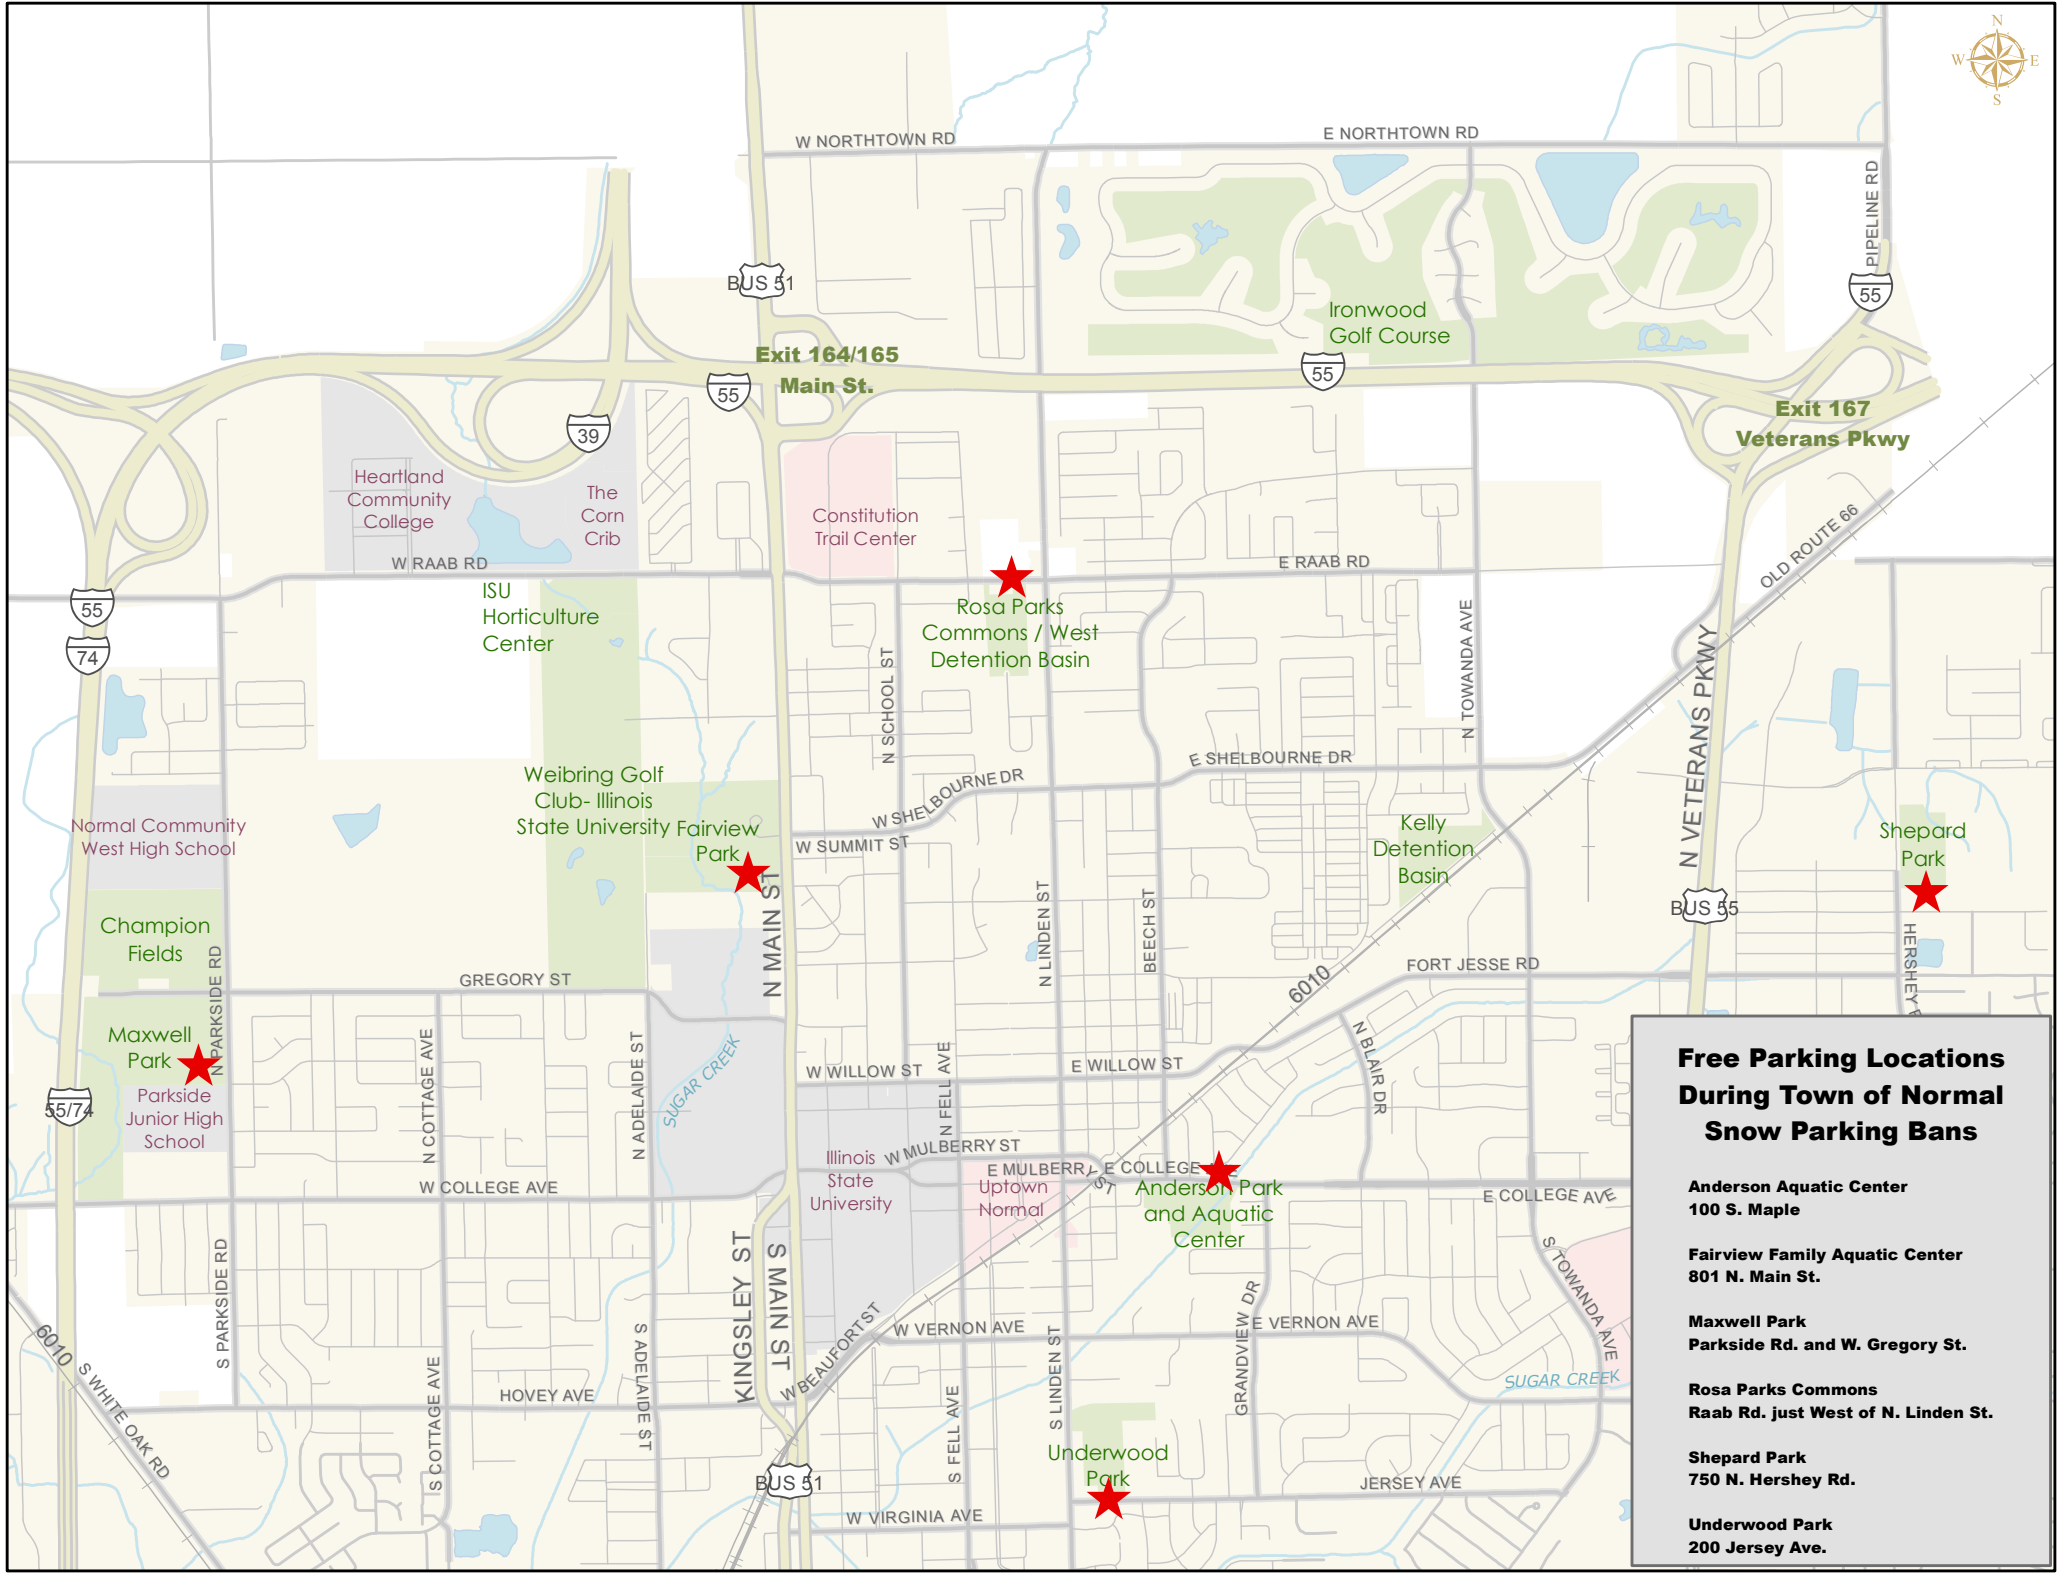 N
W E
S
W NORTHTOWN RD
E NORTHTOWN RD
PIPELINE RD
BUS 51
55
Ironwood
Golf Course
Exit 164/165
Main St.
55
55
39
Exit 167
Veterans Pkwy
Heartland
Community
College
The
Corn
Crib
Constitution
Trail Center
OLD ROUTE 66
W RAAB RD
E RAAB RD
55
74
ISU
Horticulture
Center
Rosa Parks
Commons / West
Detention Basin
N SCHOOL ST
N TOWANDA AVE
N VETERANS PKWY
E SHELBOURNE DR
W SHELBOURNE DR
W SUMMIT ST
Weibring Golf
Club- Illinois
State University
Fairview
Park
Normal Community
West High School
Kelly
Detention
Basin
Shepard
Park
BUS 55
Champion
Fields
N PARKSIDE RD
N MAIN ST
N LINDEN ST
BEECH ST
6010
FORT JESSE RD
HERSHEY
GREGORY ST
Maxwell
Park
Parkside
Junior High
School
55/74
N COTTAGE AVE
N ADELAIDE ST
SUGAR CREEK
W WILLOW ST
E WILLOW ST
N FELL AVE
N BLAIR DR
W MULBERRY ST
E MULBERRY ST
E COLLEGE AVE
Illinois
State
University
Uptown
Normal
Anderson Park
and Aquatic
Center
W COLLEGE AVE
E COLLEGE AVE
S PARKSIDE RD
KINGSLEY ST
S MAIN ST
S TOWANDA AVE
6010
S WHITE OAK RD
S COTTAGE AVE
S ADELAIDE ST
HOVEY AVE
W BEAUFORT ST
W VERNON AVE
E VERNON AVE
S LINDEN ST
GRANDVIEW DR
SUGAR CREEK
S FELL AVE
Underwood
Park
JERSEY AVE
BUS 51
W VIRGINIA AVE
Free Parking Locations
During Town of Normal
Snow Parking Bans
Anderson Aquatic Center
100 S. Maple
Fairview Family Aquatic Center
801 N. Main St.
Maxwell Park
Parkside Rd. and W. Gregory St.
Rosa Parks Commons
Raab Rd. just West of N. Linden St.
Shepard Park
750 N. Hershey Rd.
Underwood Park
200 Jersey Ave.